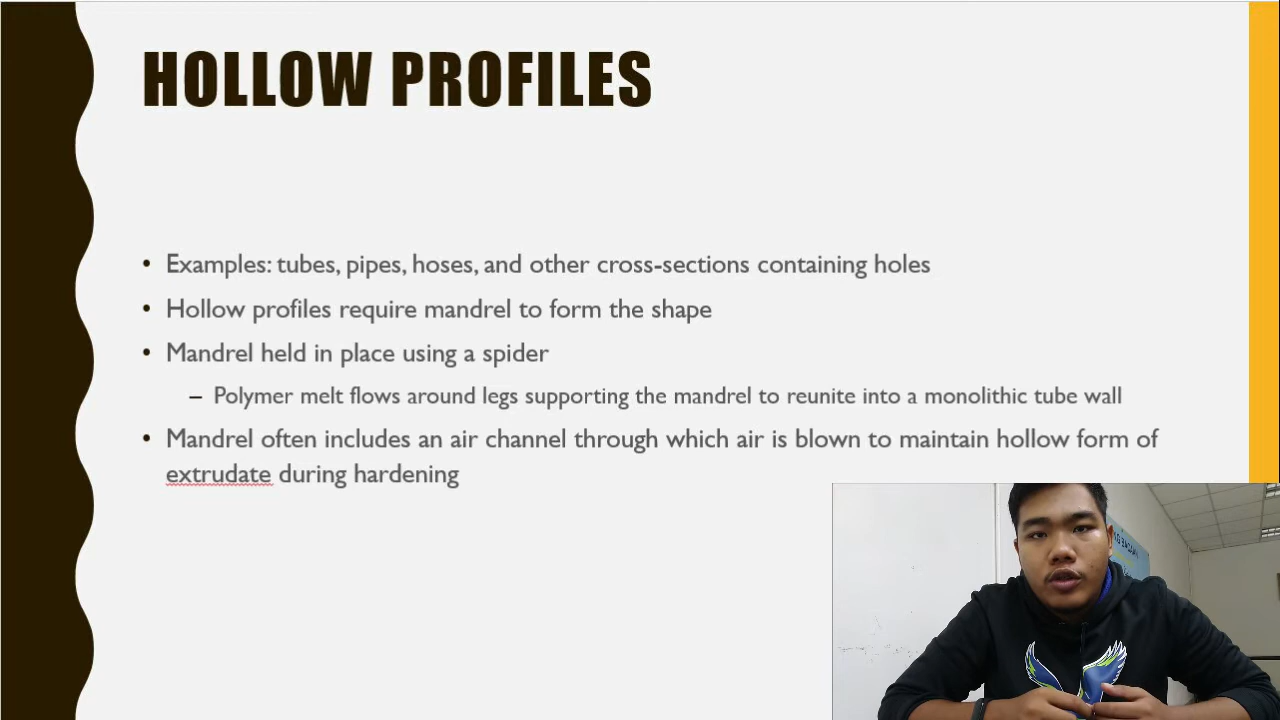 HOLLOW PROFILES
• Examples: tubes, pipes, hoses, and other cross-sections containing holes
• Hollow profiles require mandrel to form the shape
• Mandrel held in place using a spider
– Polymer melt flows around legs supporting the mandrel to reunite into a monolithic tube wall
• Mandrel often includes an air channel through which air is blown to maintain hollow form of
extrudate during hardening